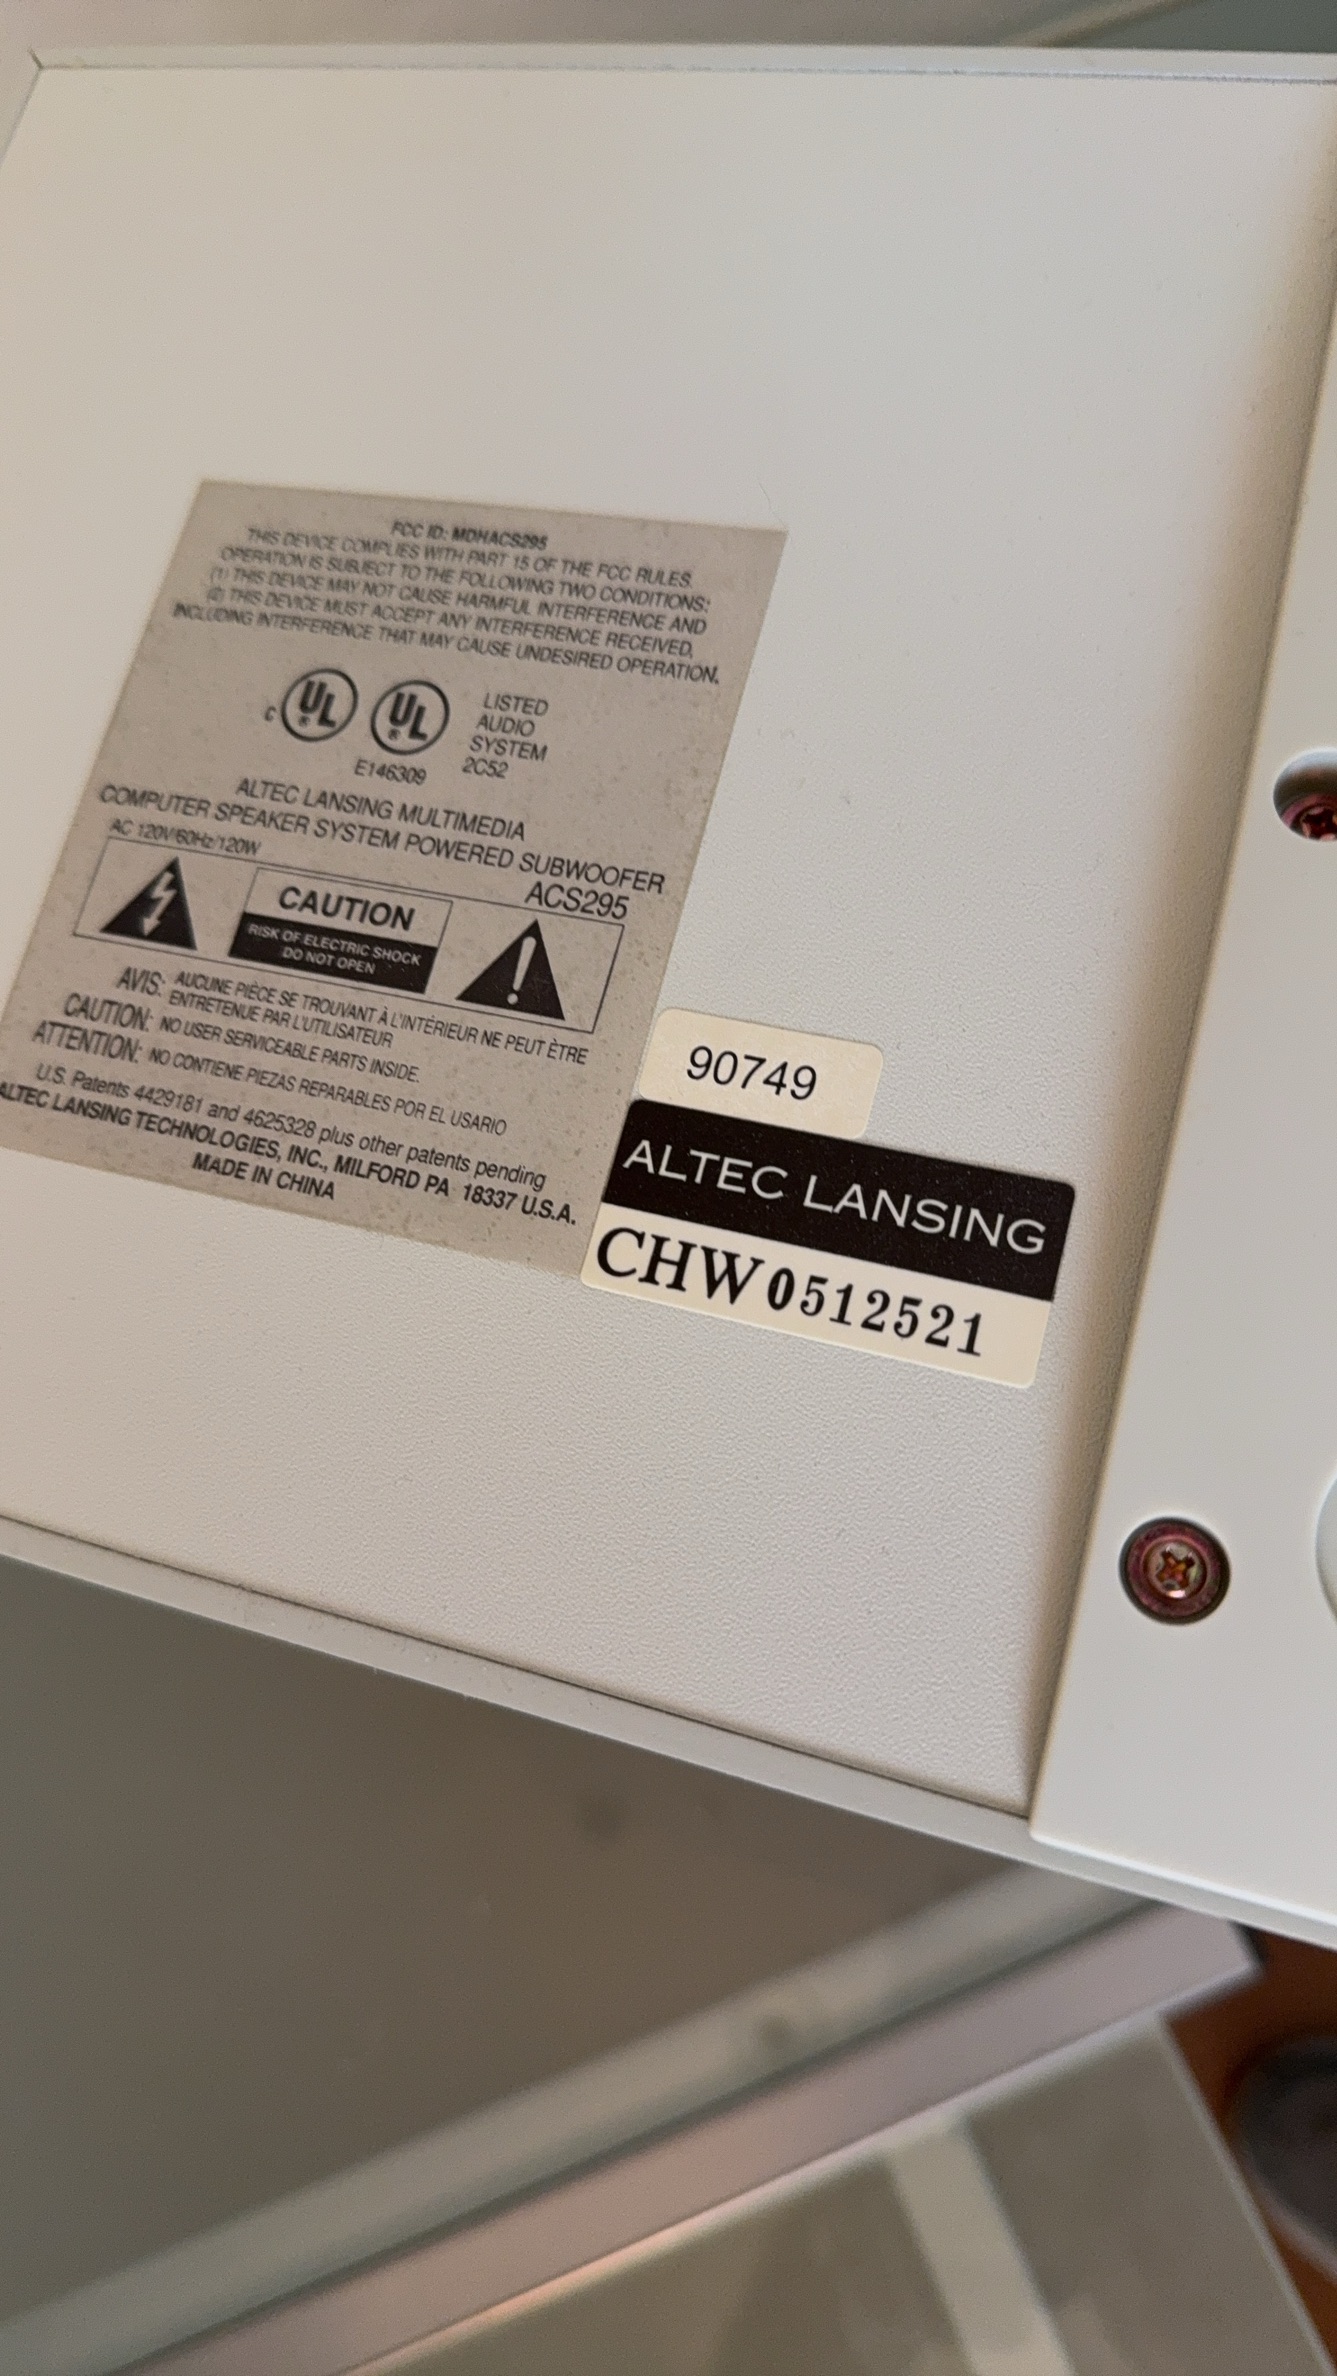 FCC ID: MDHACS295
THIS DEVICE COMPLIES WITH PART 15 OF THE FCC RULES.
OPERATION IS SUBJECT TO THE FOLLOWING TWO CONDITIONS:
(1) THIS DEVICE MAY NOT CAUSE HARMFUL INTERFERENCE AND
(2) THIS DEVICE MUST ACCEPT ANY INTERFERENCE RECEIVED,
INCLUDING INTERFERENCE THAT MAY CAUSE UNDESIRED OPERATION.
C UL ® UL ®
E146309
LISTED
AUDIO
SYSTEM
2C52
ALTEC LANSING MULTIMEDIA
COMPUTER SPEAKER SYSTEM POWERED SUBWOOFER
AC 120V/60Hz/120W
ACS295
CAUTION
RISK OF ELECTRIC SHOCK
DO NOT OPEN
AVIS: AUCUNE PIÈCE SE TROUVANT À L'INTÉRIEUR NE PEUT ÈTRE
ENTRETENUE PAR L'UTILISATEUR
CAUTION: NO USER SERVICEABLE PARTS INSIDE.
ATTENTION: NO CONTIENE PIEZAS REPARABLES POR EL USARIO
U.S. Patents 4429181 and 4625328 plus other patents pending
ALTEC LANSING TECHNOLOGIES, INC., MILFORD PA 18337 U.S.A.
MADE IN CHINA
90749
ALTEC LANSING
CHW0512521